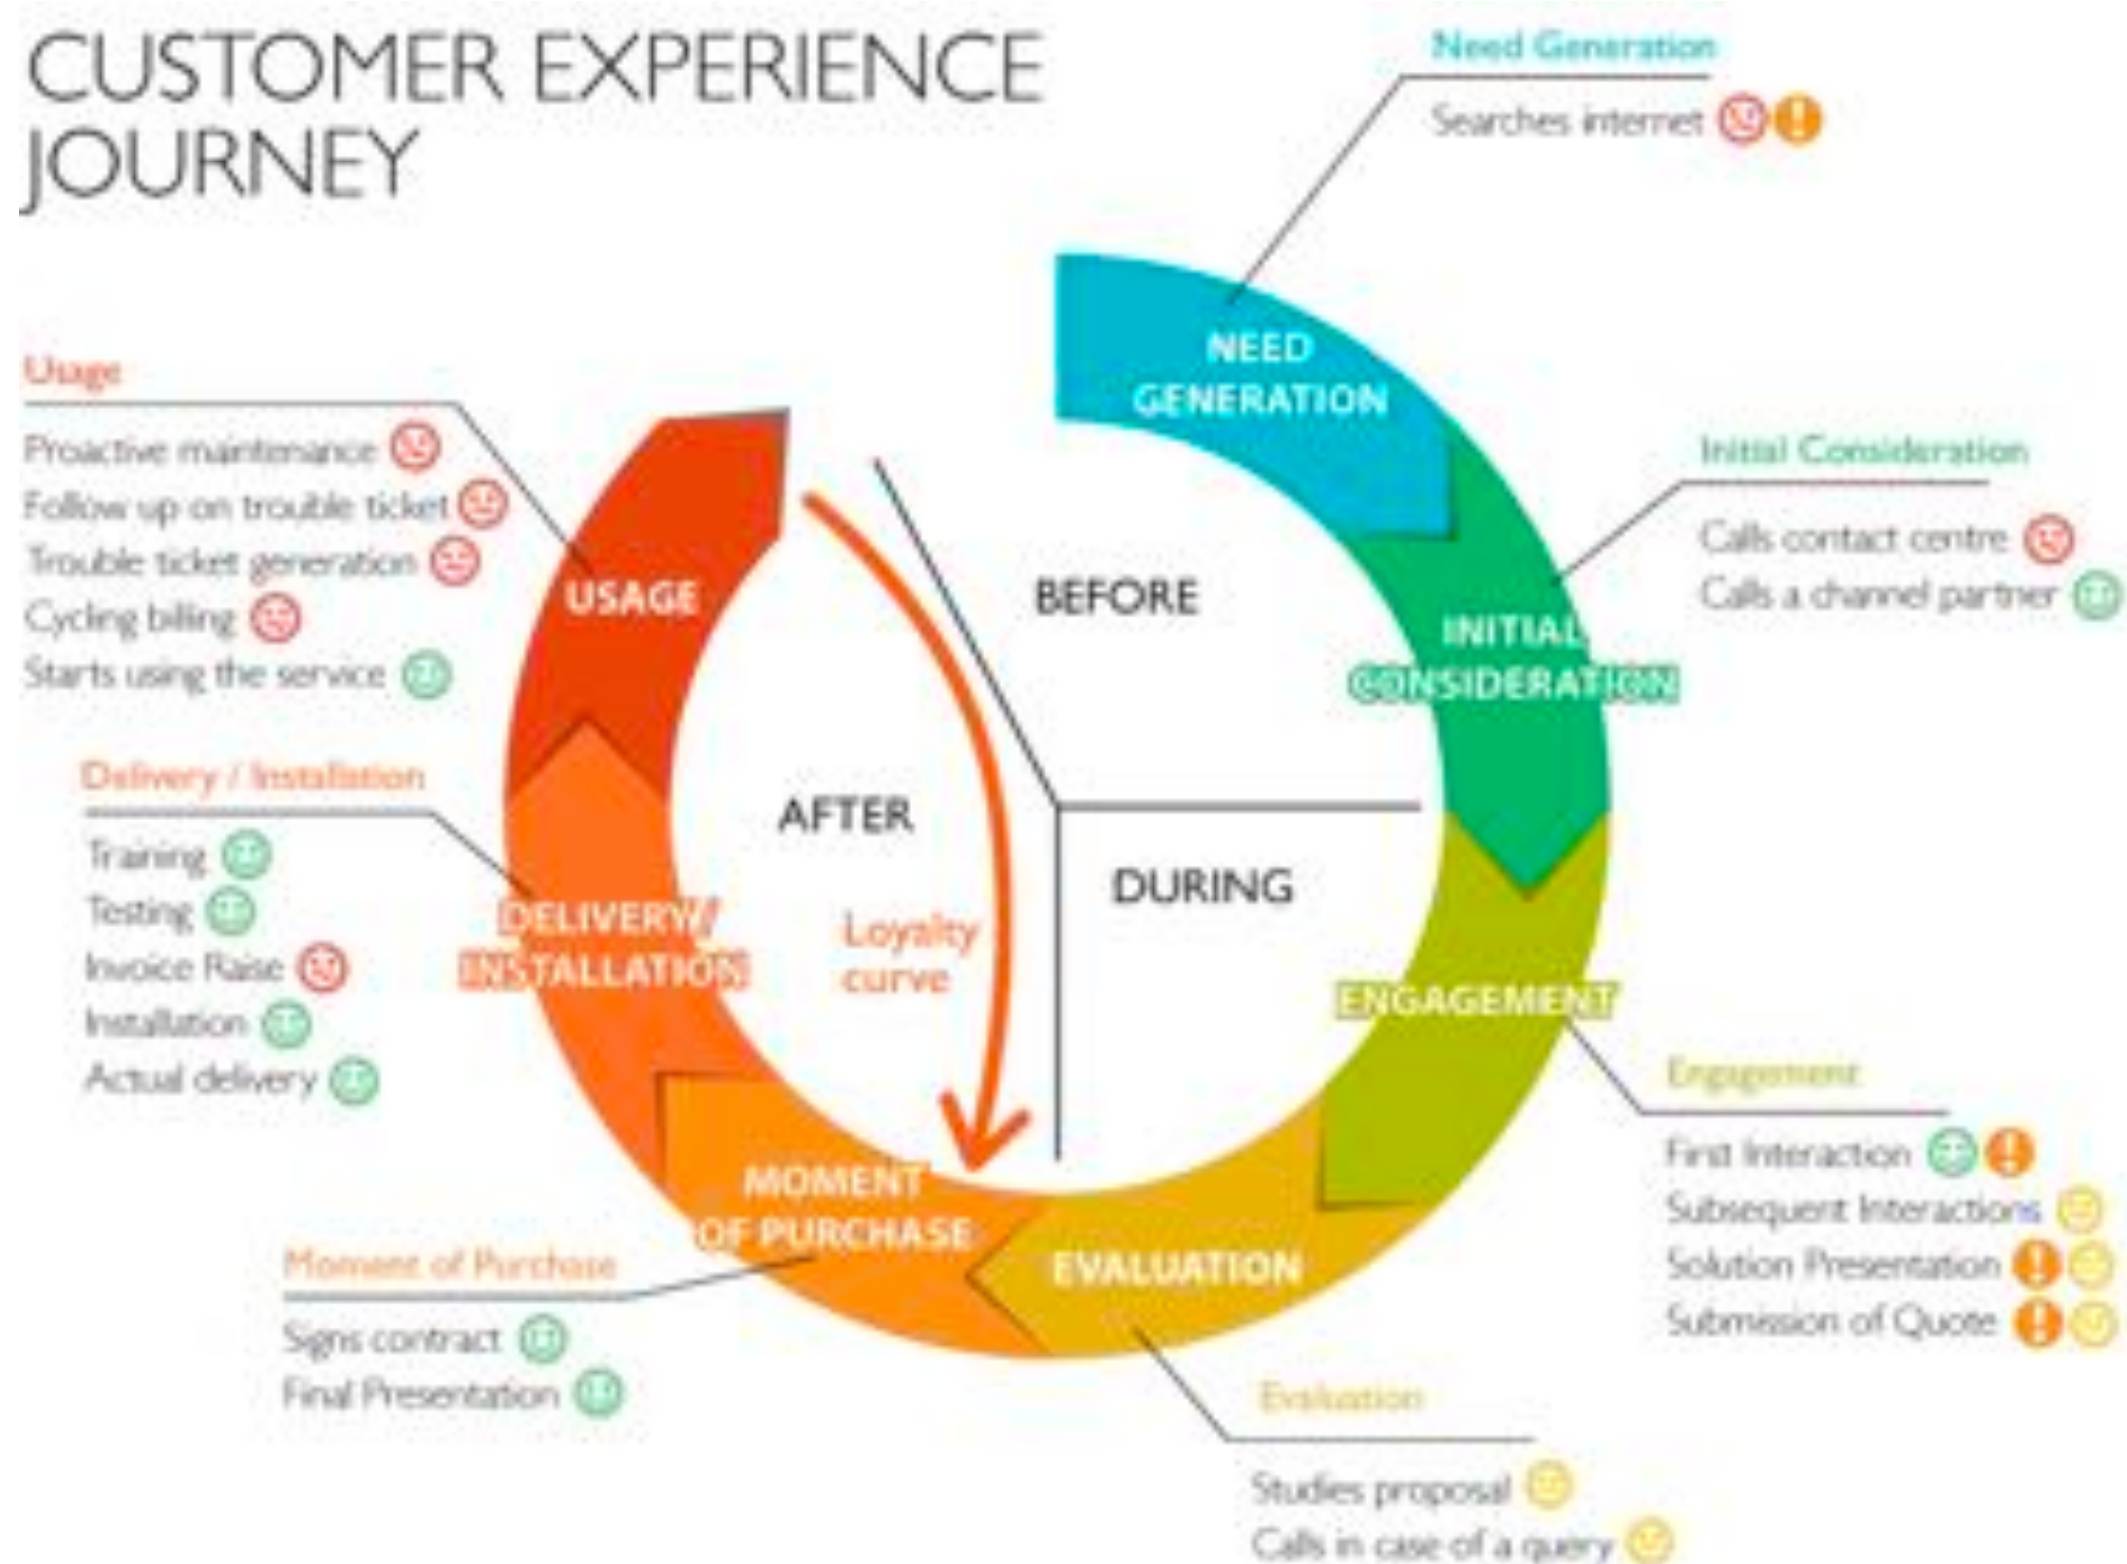 CUSTOMER EXPERIENCE
JOURNEY
Need Generation
Searches internet
NEED
GENERATION
Initial Consideration
Calls contact centre
Calls a channel partner
INITIAL
CONSIDERATION
BEFORE
DURING
AFTER
Loyalty
curve
ENGAGEMENT
Engagement
First Interaction
Subsequent Interactions
Solution Presentation
Submission of Quote
EVALUATION
Evaluation
Studies proposal
Calls in case of a query
MOMENT
OF PURCHASE
Moment of Purchase
Signs contract
Final Presentation
DELIVERY/
INSTALLATION
Delivery / Installation
Training
Testing
Invoice Raise
Installation
Actual delivery
USAGE
Usage
Proactive maintenance
Follow up on trouble ticket
Trouble ticket generation
Cycling billing
Starts using the service